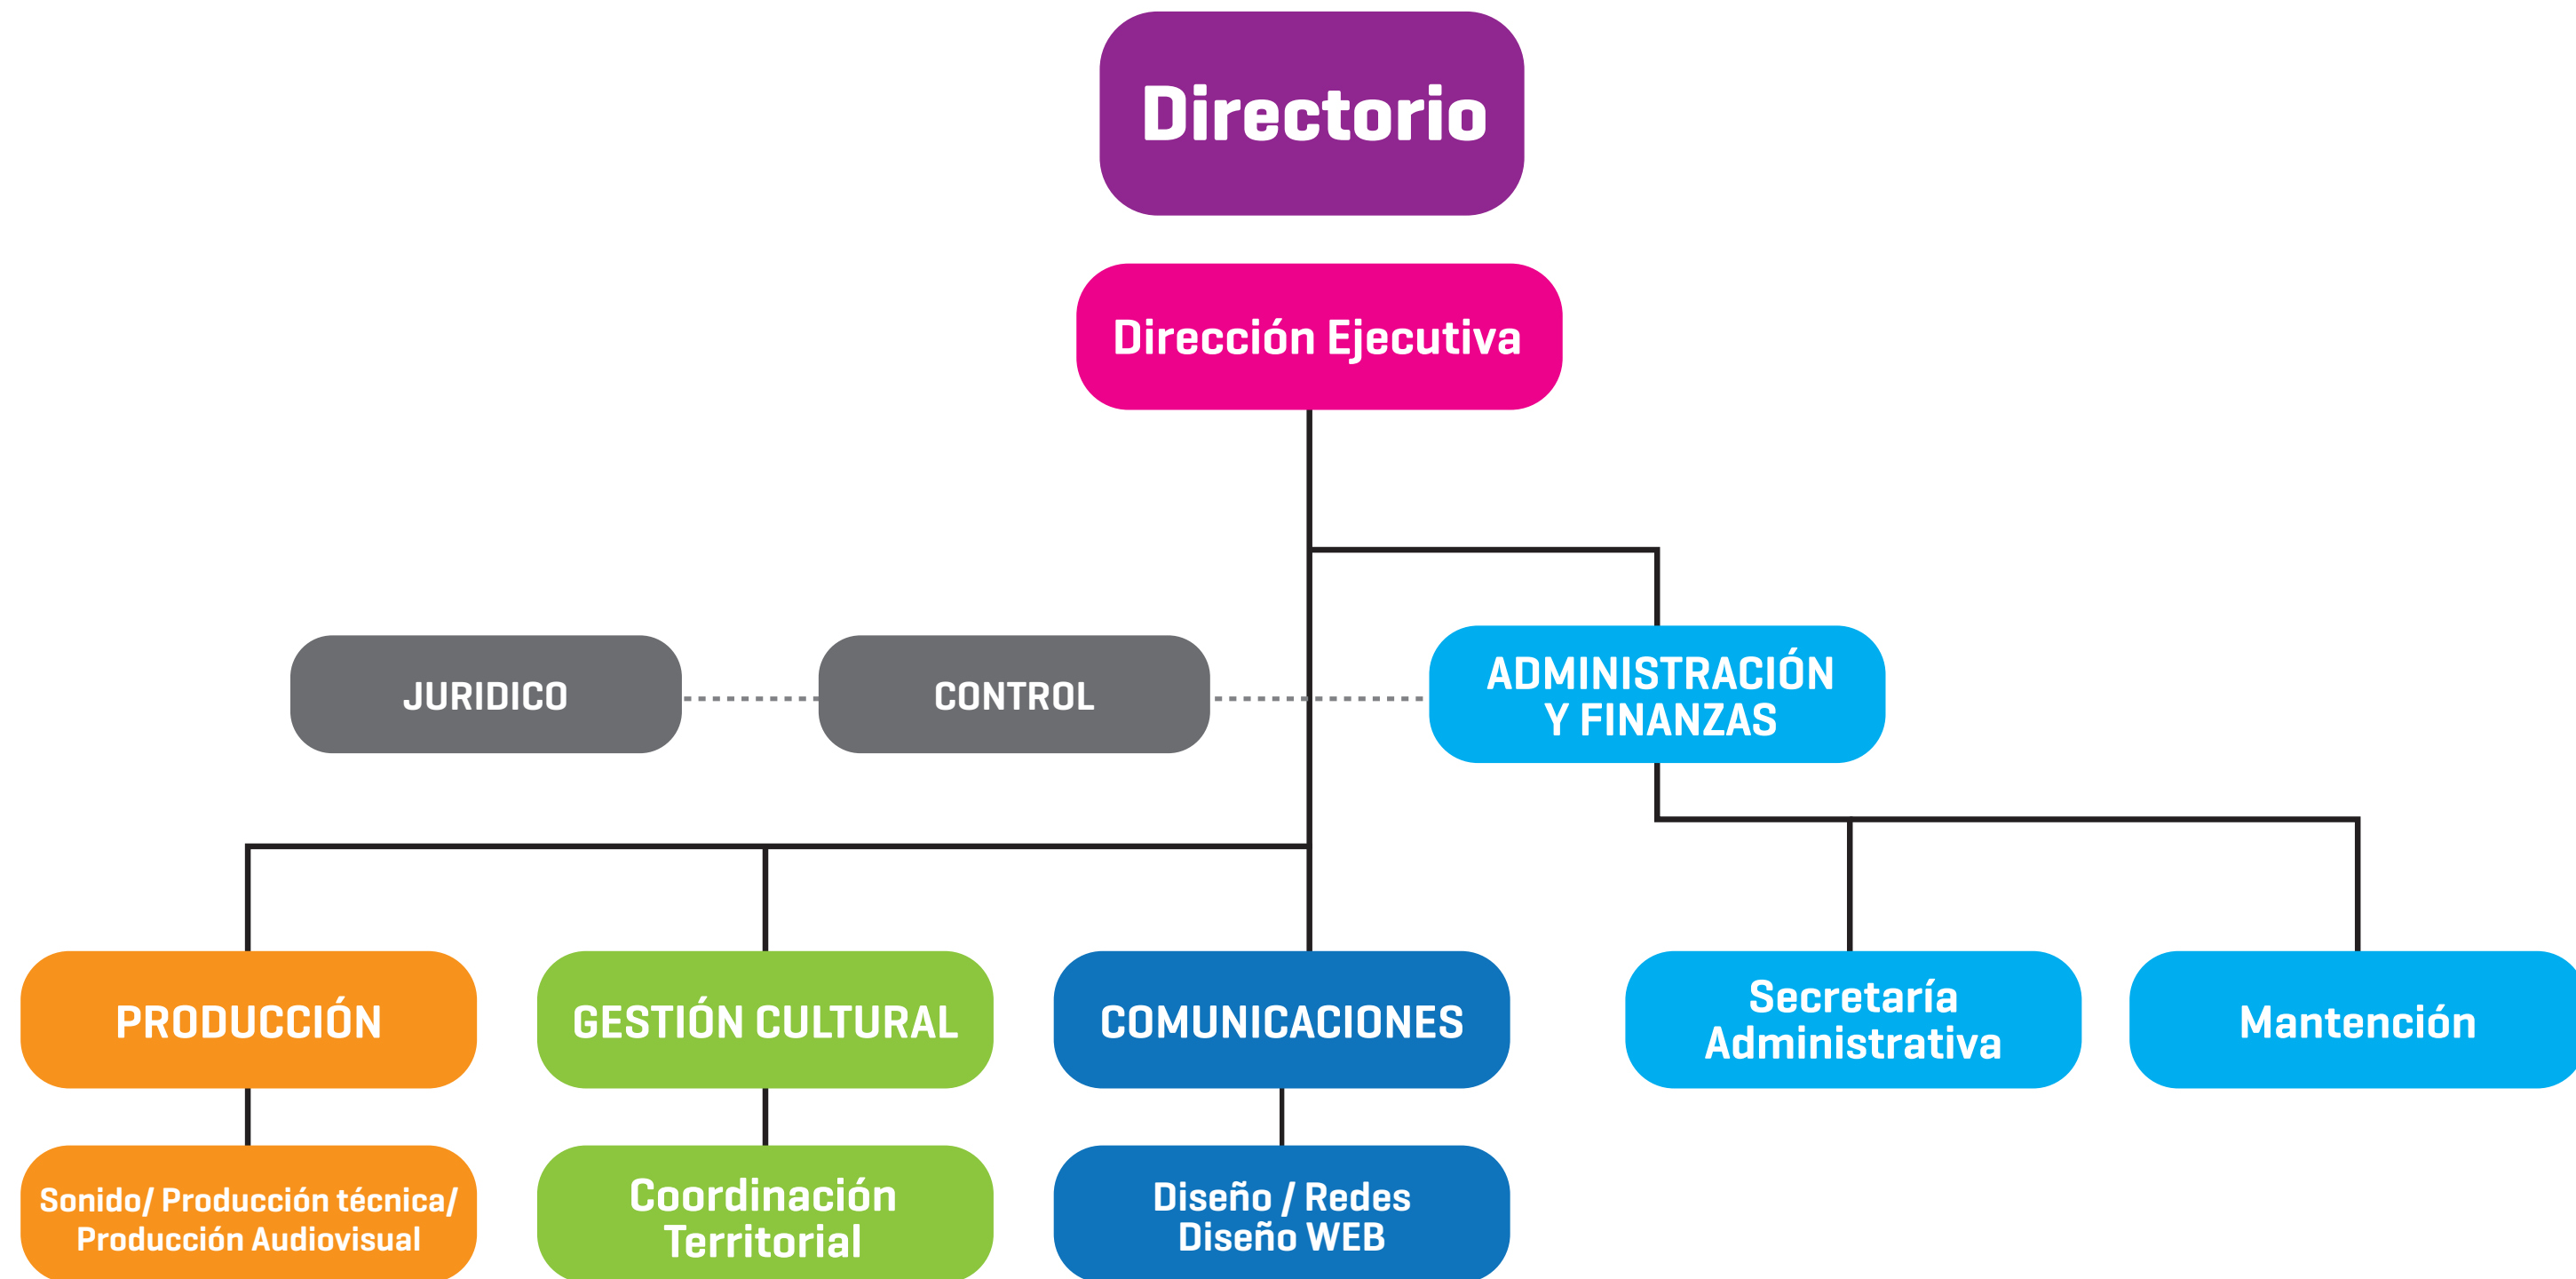 Directorio
Dirección Ejecutiva
JURIDICO
CONTROL
ADMINISTRACIÓN
Y FINANZAS
PRODUCCIÓN
GESTIÓN CULTURAL
COMUNICACIONES
Secretaría
Administrativa
Mantención
Sonido/ Producción técnica/
Producción Audiovisual
Coordinación
Territorial
Diseño / Redes
Diseño WEB